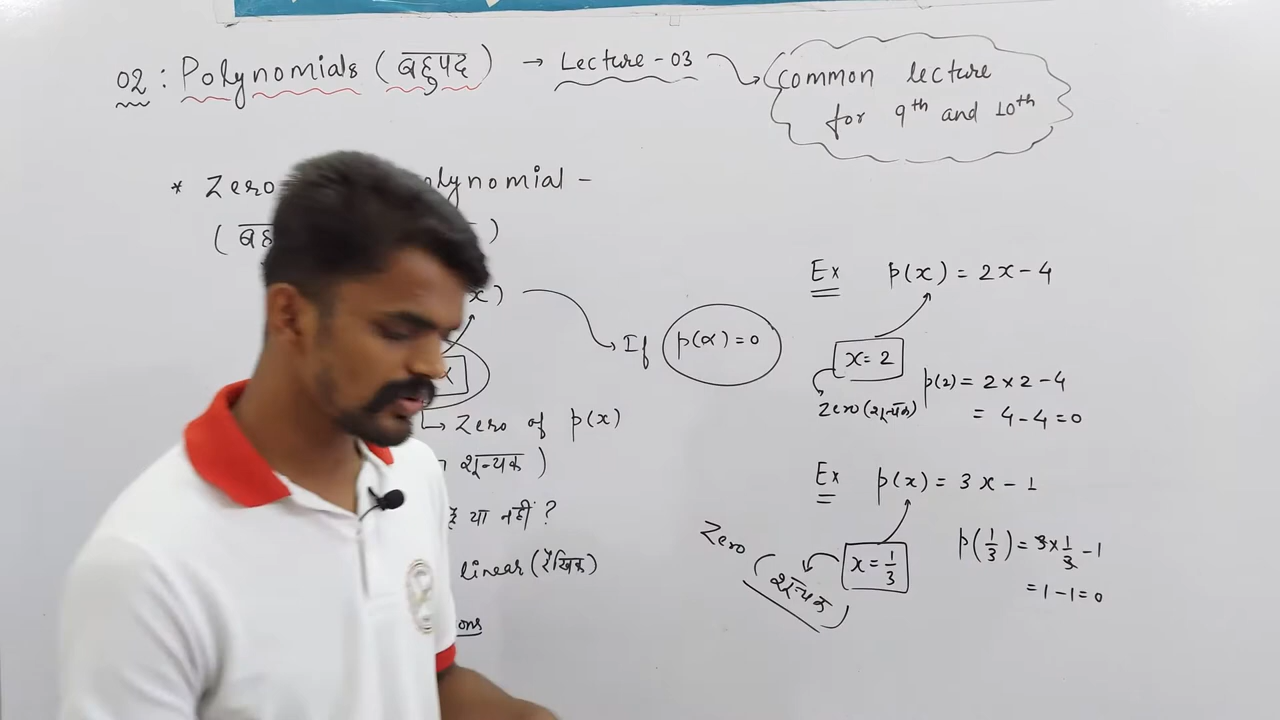 02 : Polynomials (बहुपद) → Lecture - 03
Common lecture
for 9th and 10th
* Zero olynomial -
( )
x)
If p(α) = 0
→ Zero of p(x)
शून्यक )
है या नहीं ?
linear (रैखिक)
ons
Ex p(x) = 2x - 4
x = 2
Zero (शून्यक)
p(2) = 2 × 2 - 4
= 4 - 4 = 0
Ex p(x) = 3x - 1
x = 1/3
Zero (शून्यक)
p(1/3) = 3 × 1/3 - 1
= 1 - 1 = 0